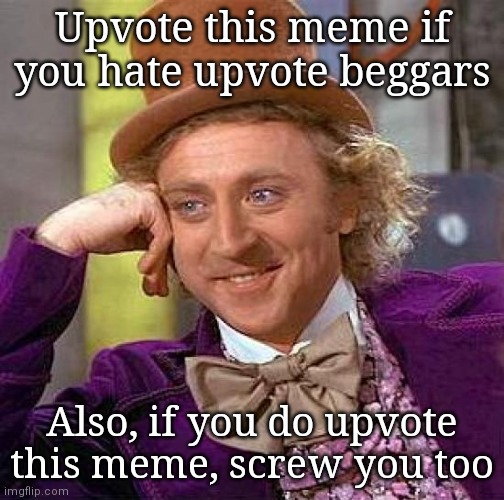 Upvote this meme if
you hate upvote beggars
Also, if you do upvote
this meme, screw you too
imgflip.com